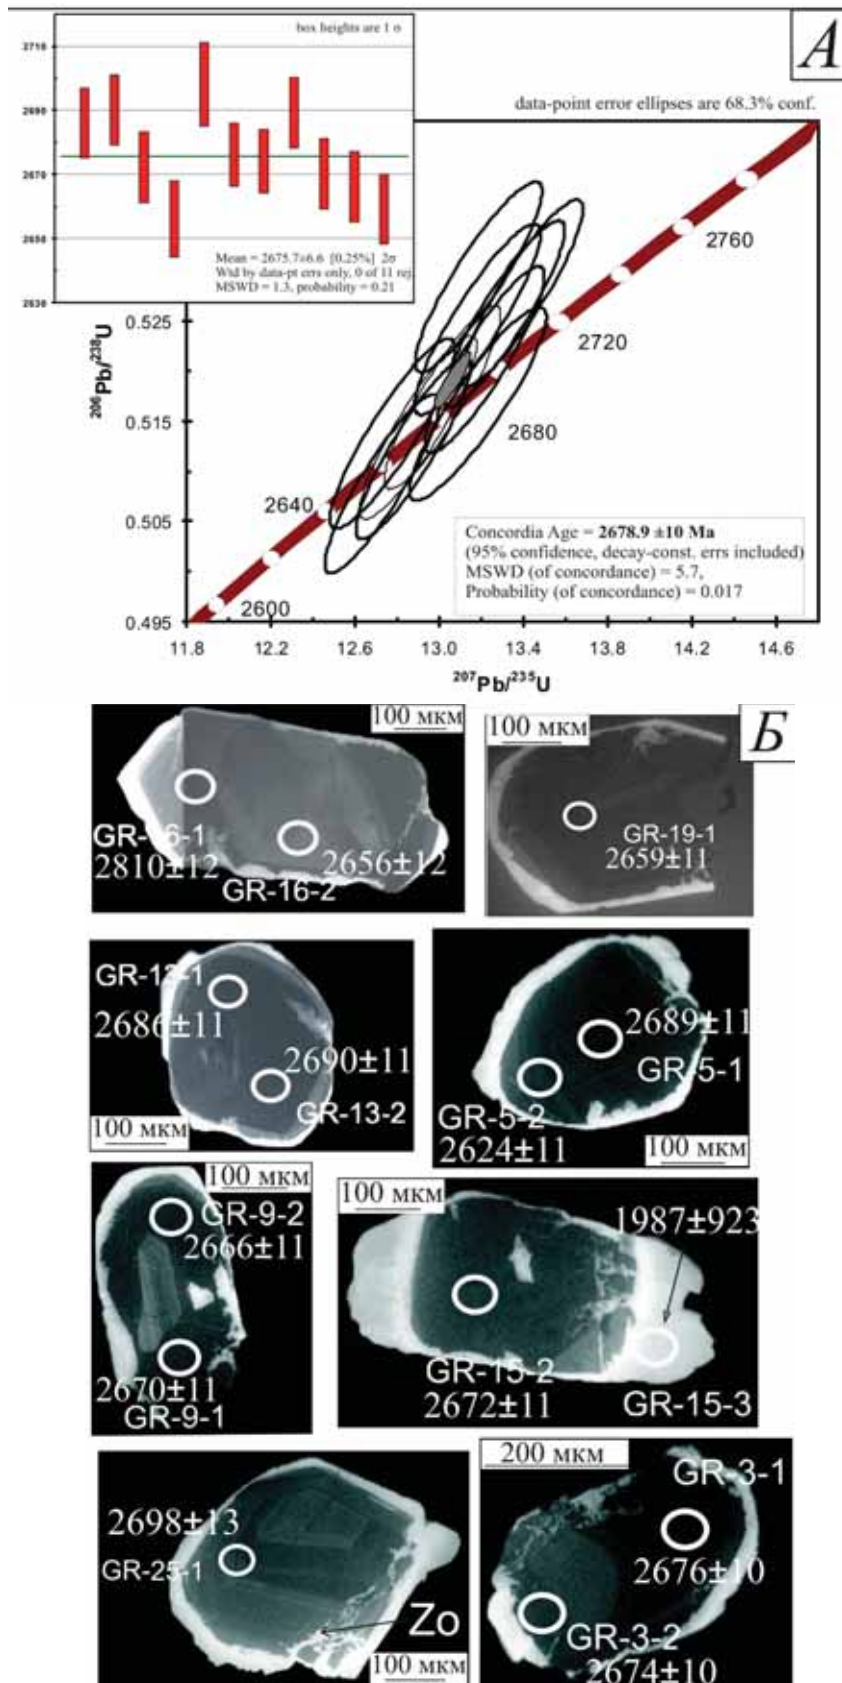 box heights are 1 σ
A
2710
2690
2670
2650
2630
Mean = 2675.7±6.6 [0.25%] 2σ
Wtd by data-pt errs only, 0 of 11 rej.
MSWD = 1.3, probability = 0.21
data-point error ellipses are 68.3% conf.
2760
2720
2680
2640
2600
0.525
0.515
0.505
0.495
206Pb/238U
Concordia Age = 2678.9 ±10 Ma
(95% confidence, decay-const. errs included)
MSWD (of concordance) = 5.7,
Probability (of concordance) = 0.017
11.8 12.2 12.6 13.0 13.4 13.8 14.2 14.6
207Pb/235U
Б
100 мкм
GR-16-1
2810±12
2656±12
GR-16-2
100 мкм
GR-19-1
2659±11
GR-13-1
2686±11
2690±11
GR-13-2
100 мкм
2689±11
GR-5-1
GR-5-2
2624±11
100 мкм
100 мкм
GR-9-2
2666±11
2670±11
GR-9-1
100 мкм
1987±923
GR-15-2
2672±11
GR-15-3
2698±13
GR-25-1
Zo
100 мкм
200 мкм
GR-3-1
2676±10
GR-3-2
2674±10